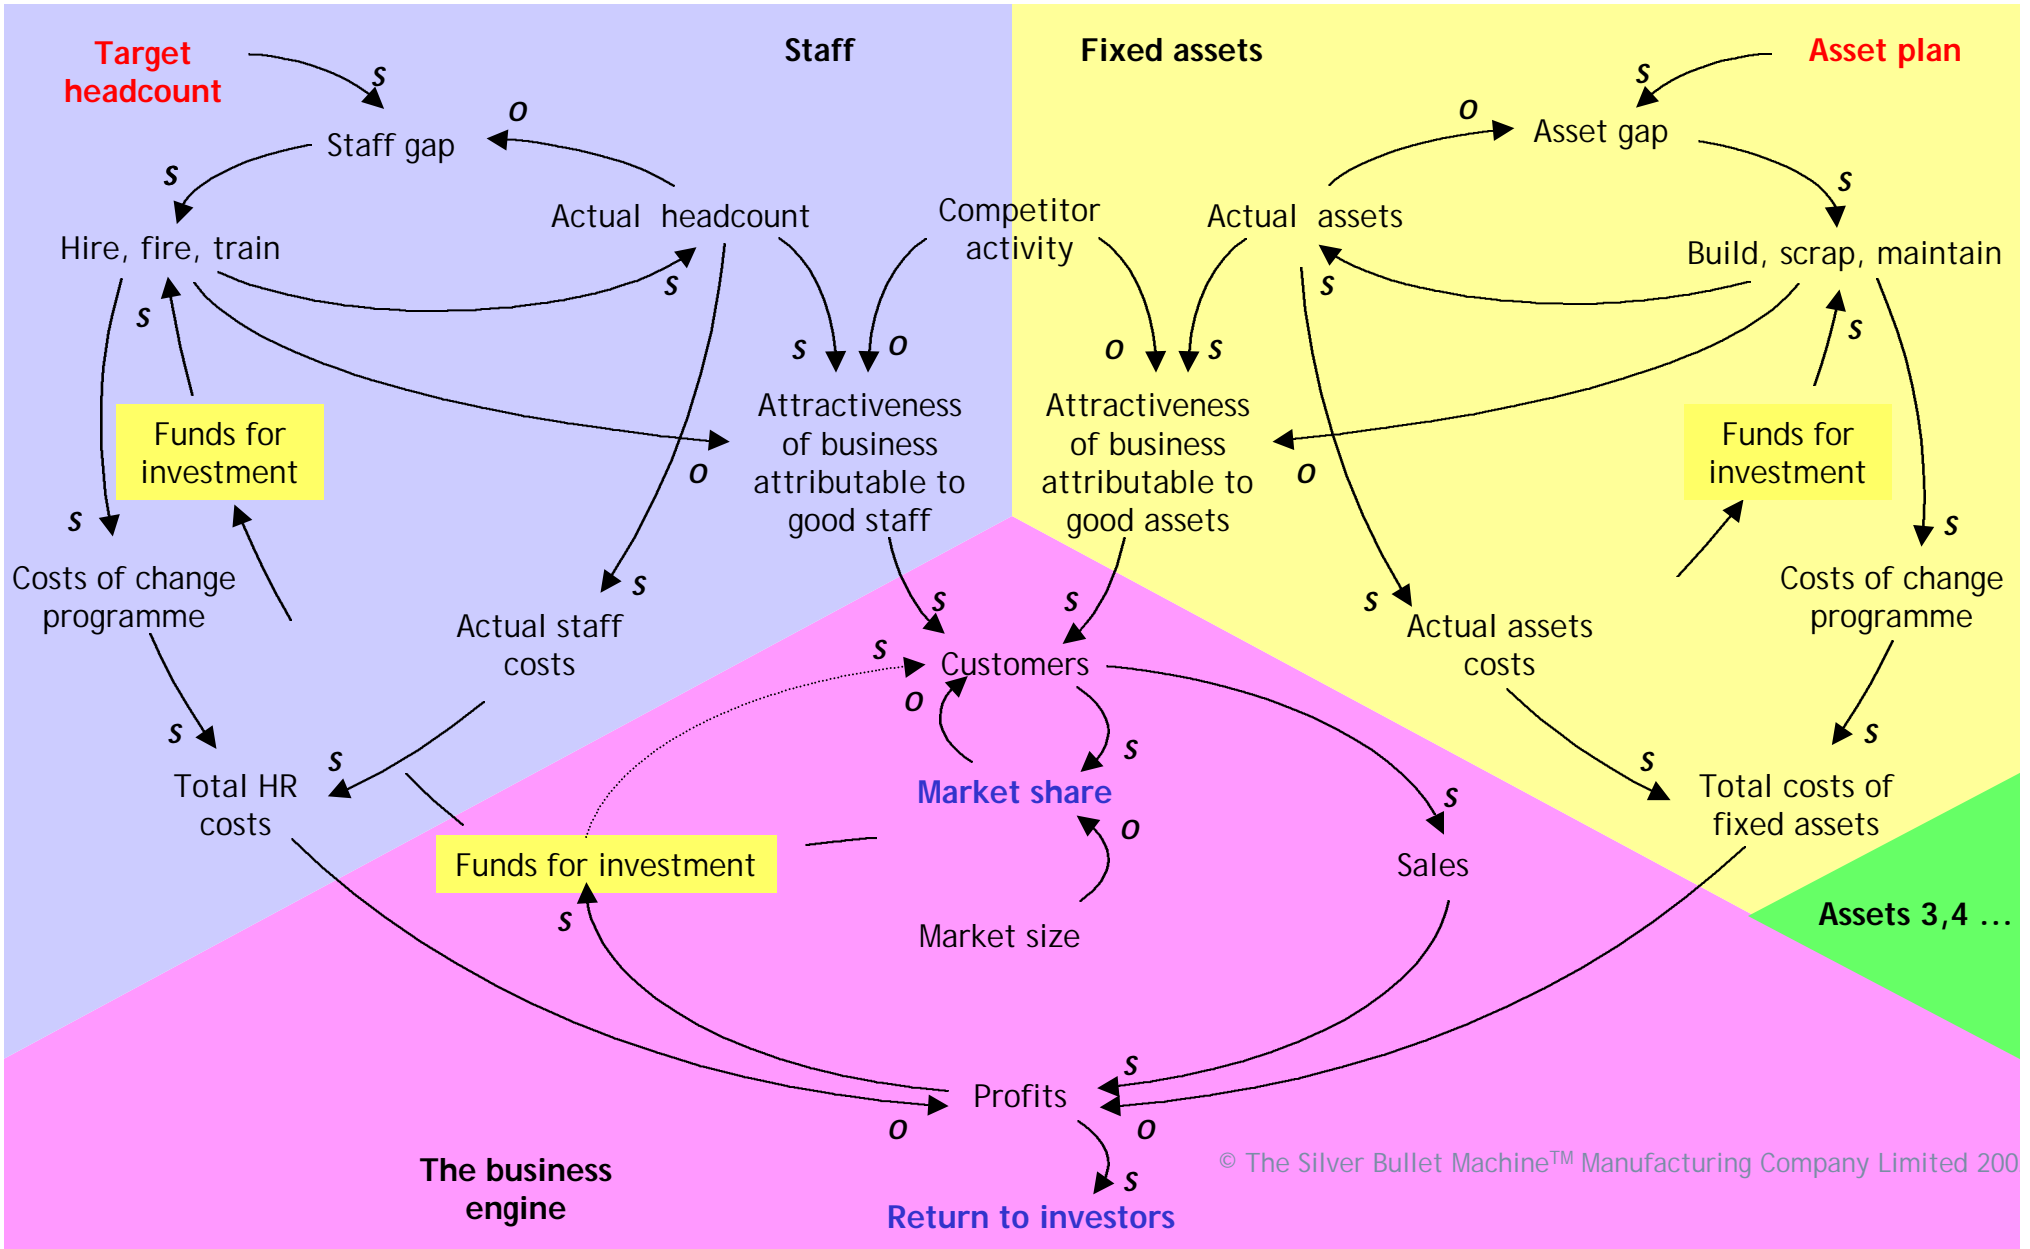 Target
headcount
Staff
Fixed assets
Asset plan
S
S
O
O
Staff gap
Asset gap
S
S
Actual headcount
Competitor
activity
Actual assets
Hire, fire, train
Build, scrap, maintain
S
S
S
S
S
O
O
S
Attractiveness
of business
attributable to
good staff
Attractiveness
of business
attributable to
good assets
Funds for
investment
Funds for
investment
O
O
S
S
Costs of change
programme
Costs of change
programme
S
S
S
S
Actual staff
costs
Actual assets
costs
S
Customers
O
S
S
S
S
S
S
Total HR
costs
Market share
Total costs of
fixed assets
O
Funds for investment
Sales
S
Market size
Assets 3,4 ...
S
Profits
O
O
© The Silver Bullet Machine™ Manufacturing Company Limited 200
The business
engine
S
Return to investors